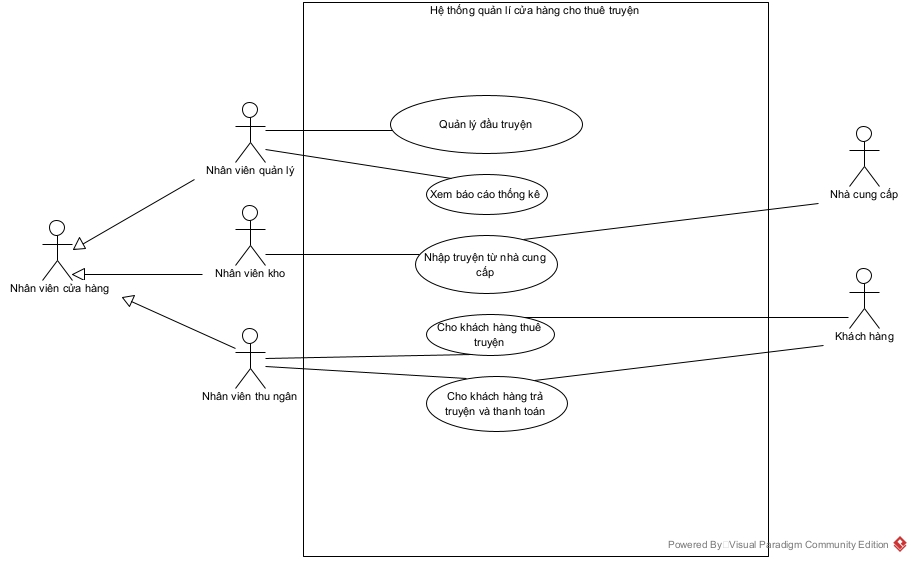 Hệ thống quản lí cửa hàng cho thuê truyện
Quản lý đầu truyện
Nhân viên quản lý
Xem báo cáo thống kê
Nhà cung cấp
Nhân viên kho
Nhập truyện từ nhà cung
cấp
Nhân viên cửa hàng
Cho khách hàng thuê
truyện
Khách hàng
Nhân viên thu ngân
Cho khách hàng trả
truyện và thanh toán
Powered By Visual Paradigm Community Edition